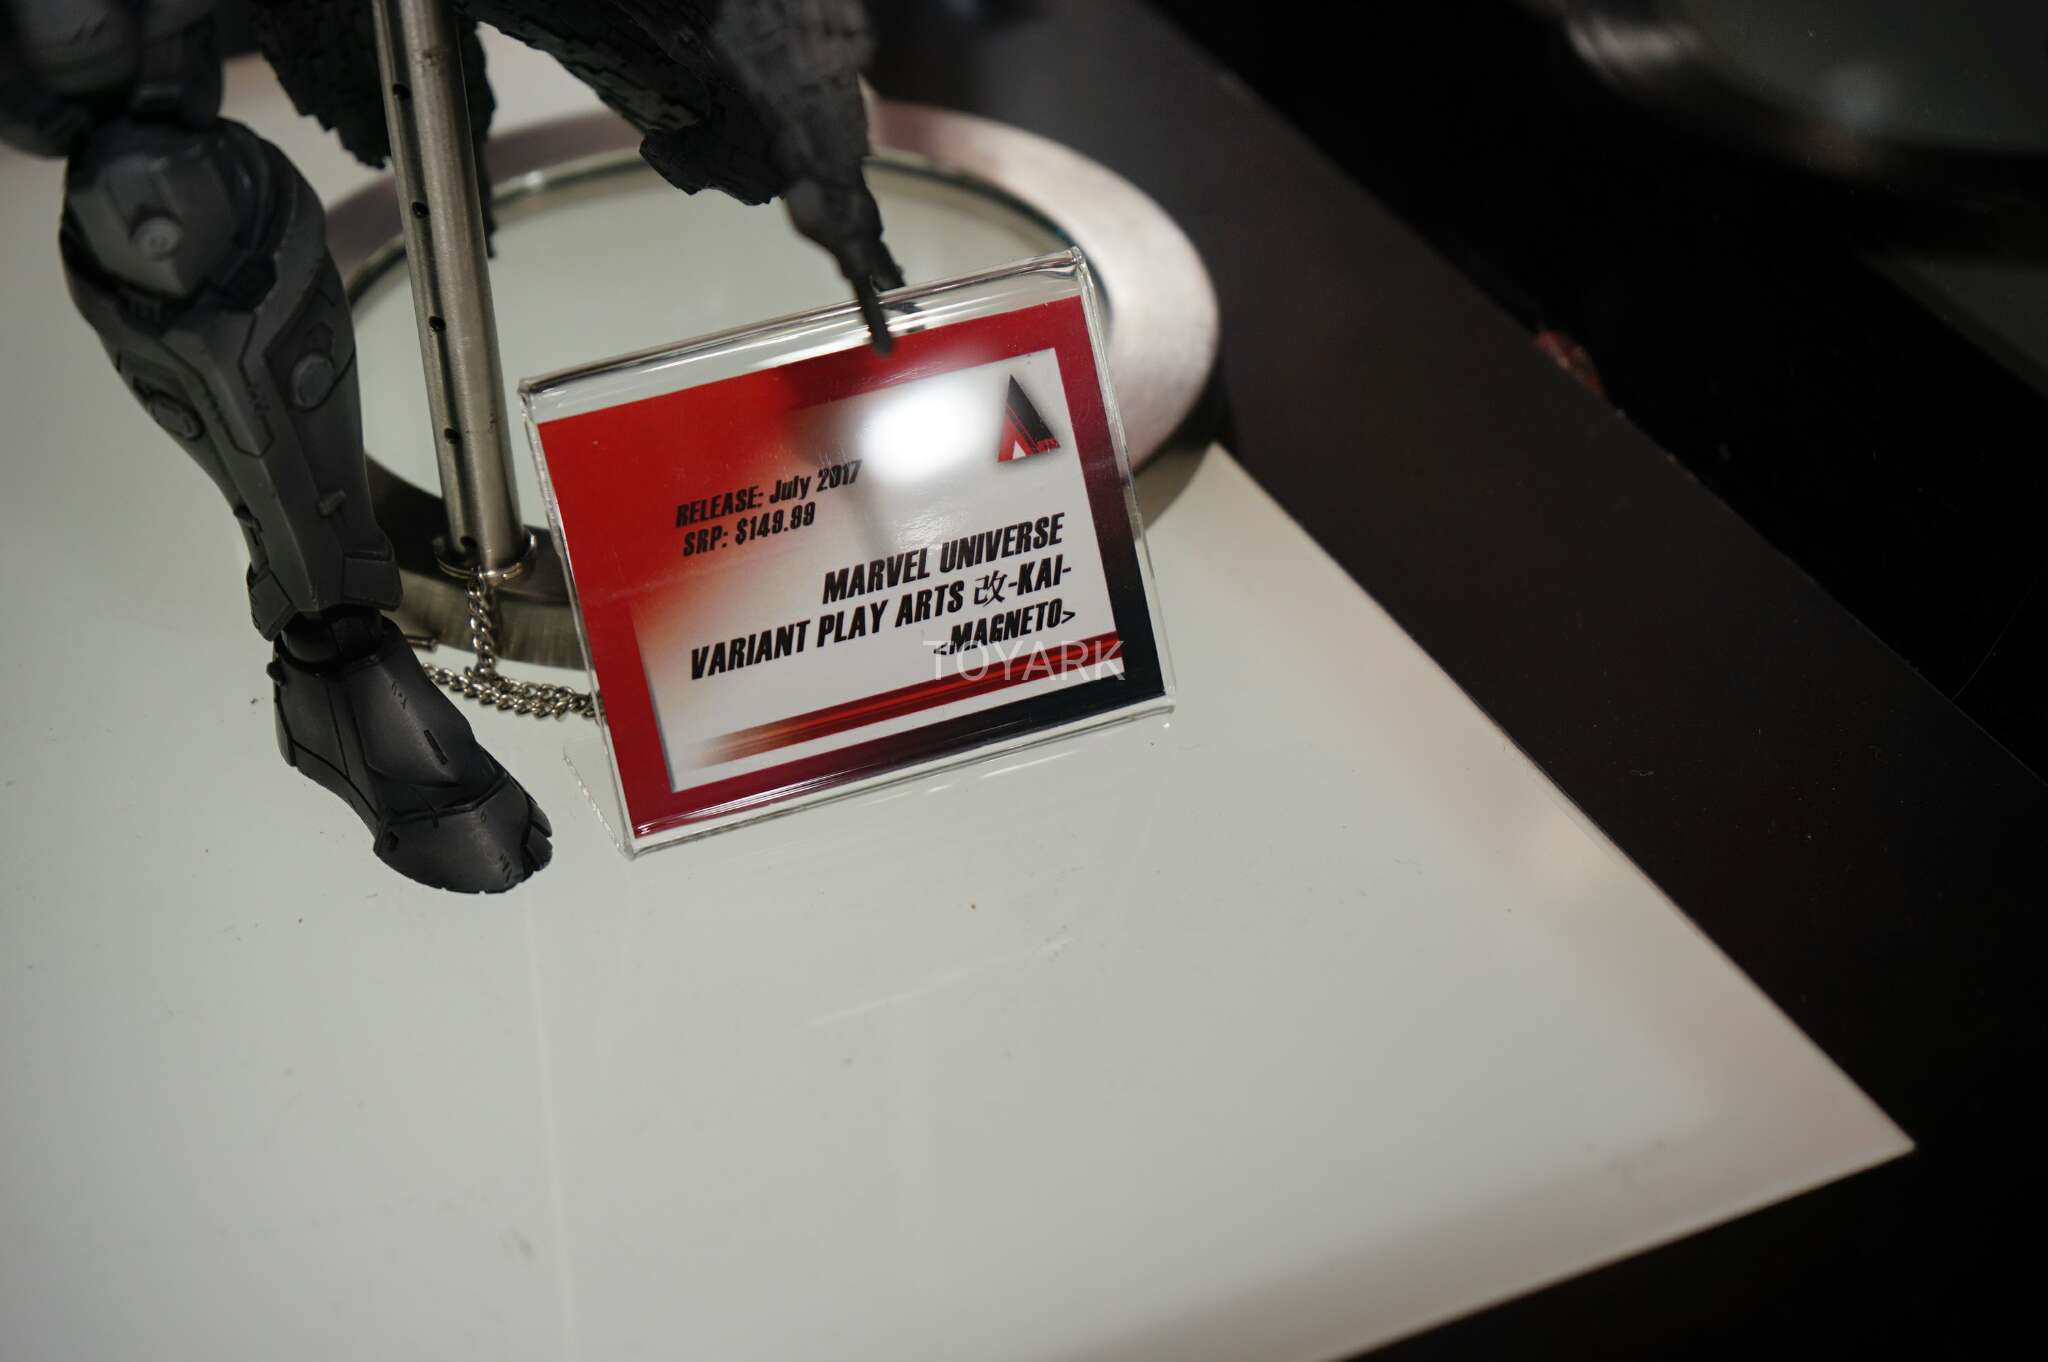 RELEASE: July 2017
SRP: $149.99
MARVEL UNIVERSE
VARIANT PLAY ARTS 改-KAI-
<MAGNETO>
TOYARK